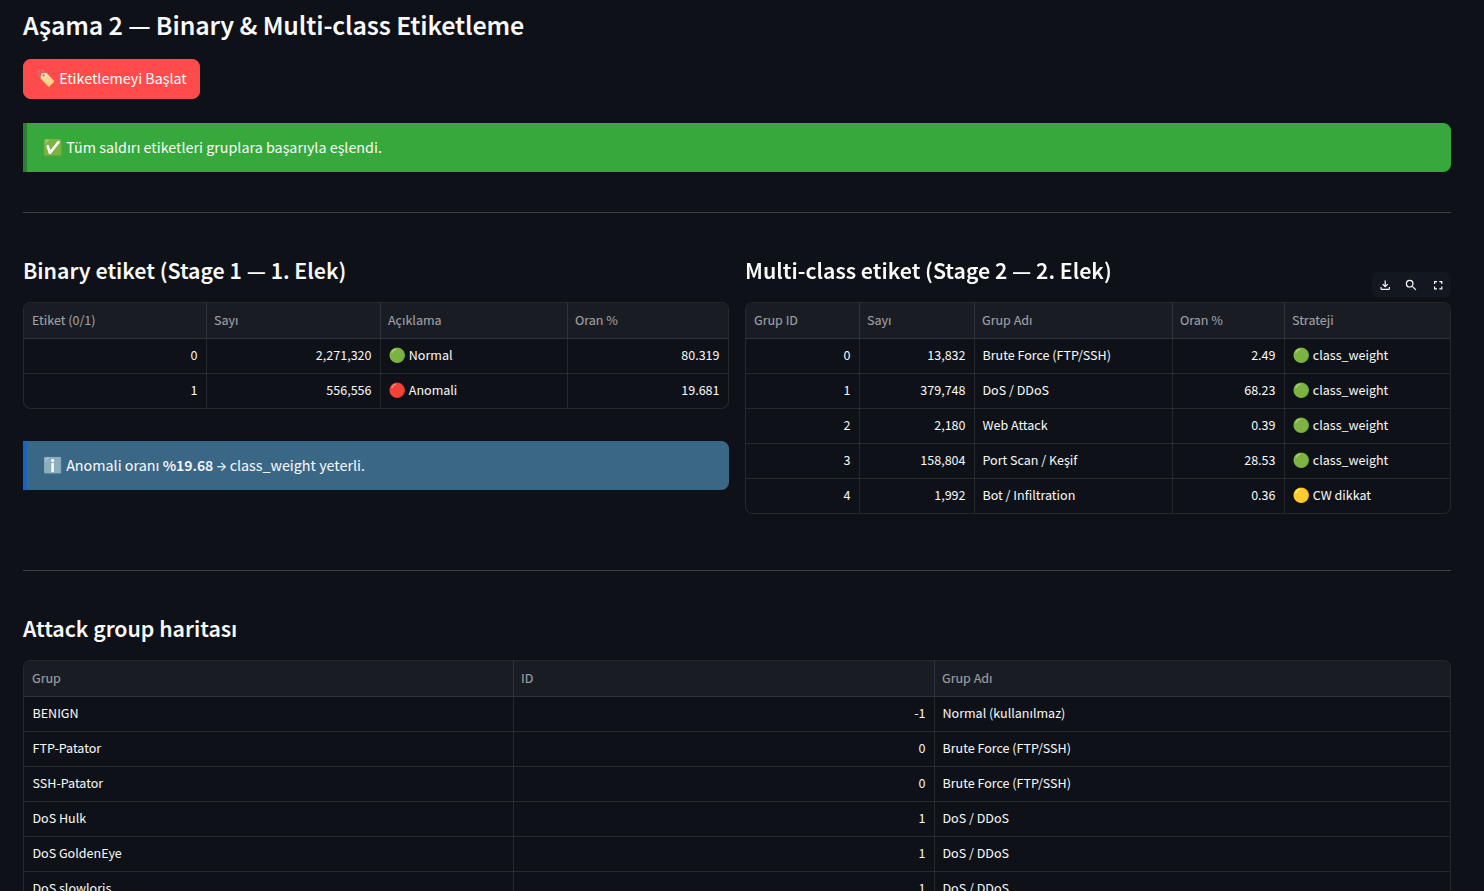 Aşama 2 — Binary & Multi-class Etiketleme
🏷️ Etiketlemeyi Başlat
✅ Tüm saldırı etiketleri gruplara başarıyla eşlendi.
Binary etiket (Stage 1 — 1. Elek)
Etiket (0/1) Sayı Açıklama Oran %
0 2,271,320 🟢 Normal 80.319
1 556,556 🔴 Anomali 19.681
ℹ️ Anomali oranı %19.68 → class_weight yeterli.
Multi-class etiket (Stage 2 — 2. Elek)
Grup ID Sayı Grup Adı Oran % Strateji
0 13,832 Brute Force (FTP/SSH) 2.49 🟢 class_weight
1 379,748 DoS / DDoS 68.23 🟢 class_weight
2 2,180 Web Attack 0.39 🟢 class_weight
3 158,804 Port Scan / Keşif 28.53 🟢 class_weight
4 1,992 Bot / Infiltration 0.36 🟡 CW dikkat
Attack group haritası
Grup ID Grup Adı
BENIGN -1 Normal (kullanılmaz)
FTP-Patator 0 Brute Force (FTP/SSH)
SSH-Patator 0 Brute Force (FTP/SSH)
DoS Hulk 1 DoS / DDoS
DoS GoldenEye 1 DoS / DDoS
DoS slowloris 1 DoS / DDoS